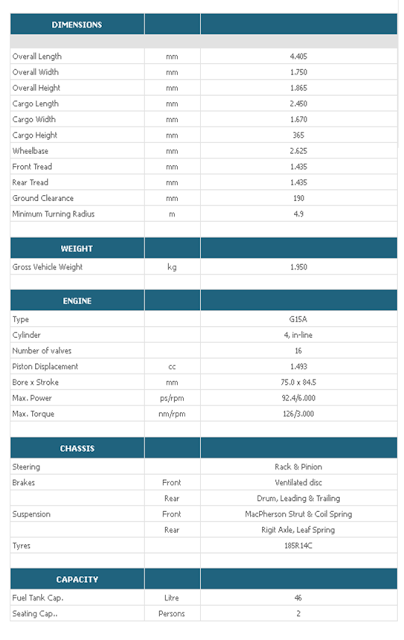 DIMENSIONS
Overall Length mm 4.405
Overall Width mm 1.750
Overall Height mm 1.865
Cargo Length mm 2.450
Cargo Width mm 1.670
Cargo Height mm 365
Wheelbase mm 2.625
Front Tread mm 1.435
Rear Tread mm 1.435
Ground Clearance mm 190
Minimum Turning Radius m 4.9
WEIGHT
Gross Vehicle Weight kg 1.950
ENGINE
Type G15A
Cylinder 4, in-line
Number of valves 16
Piston Displacement cc 1.493
Bore x Stroke mm 75.0 x 84.5
Max. Power ps/rpm 92.4/6.000
Max. Torque nm/rpm 126/3.000
CHASSIS
Steering Rack & Pinion
Brakes Front Ventilated disc
Rear Drum, Leading & Trailing
Suspension Front MacPherson Strut & Coil Spring
Rear Rigit Axle, Leaf Spring
Tyres 185R14C
CAPACITY
Fuel Tank Cap. Litre 46
Seating Cap.. Persons 2